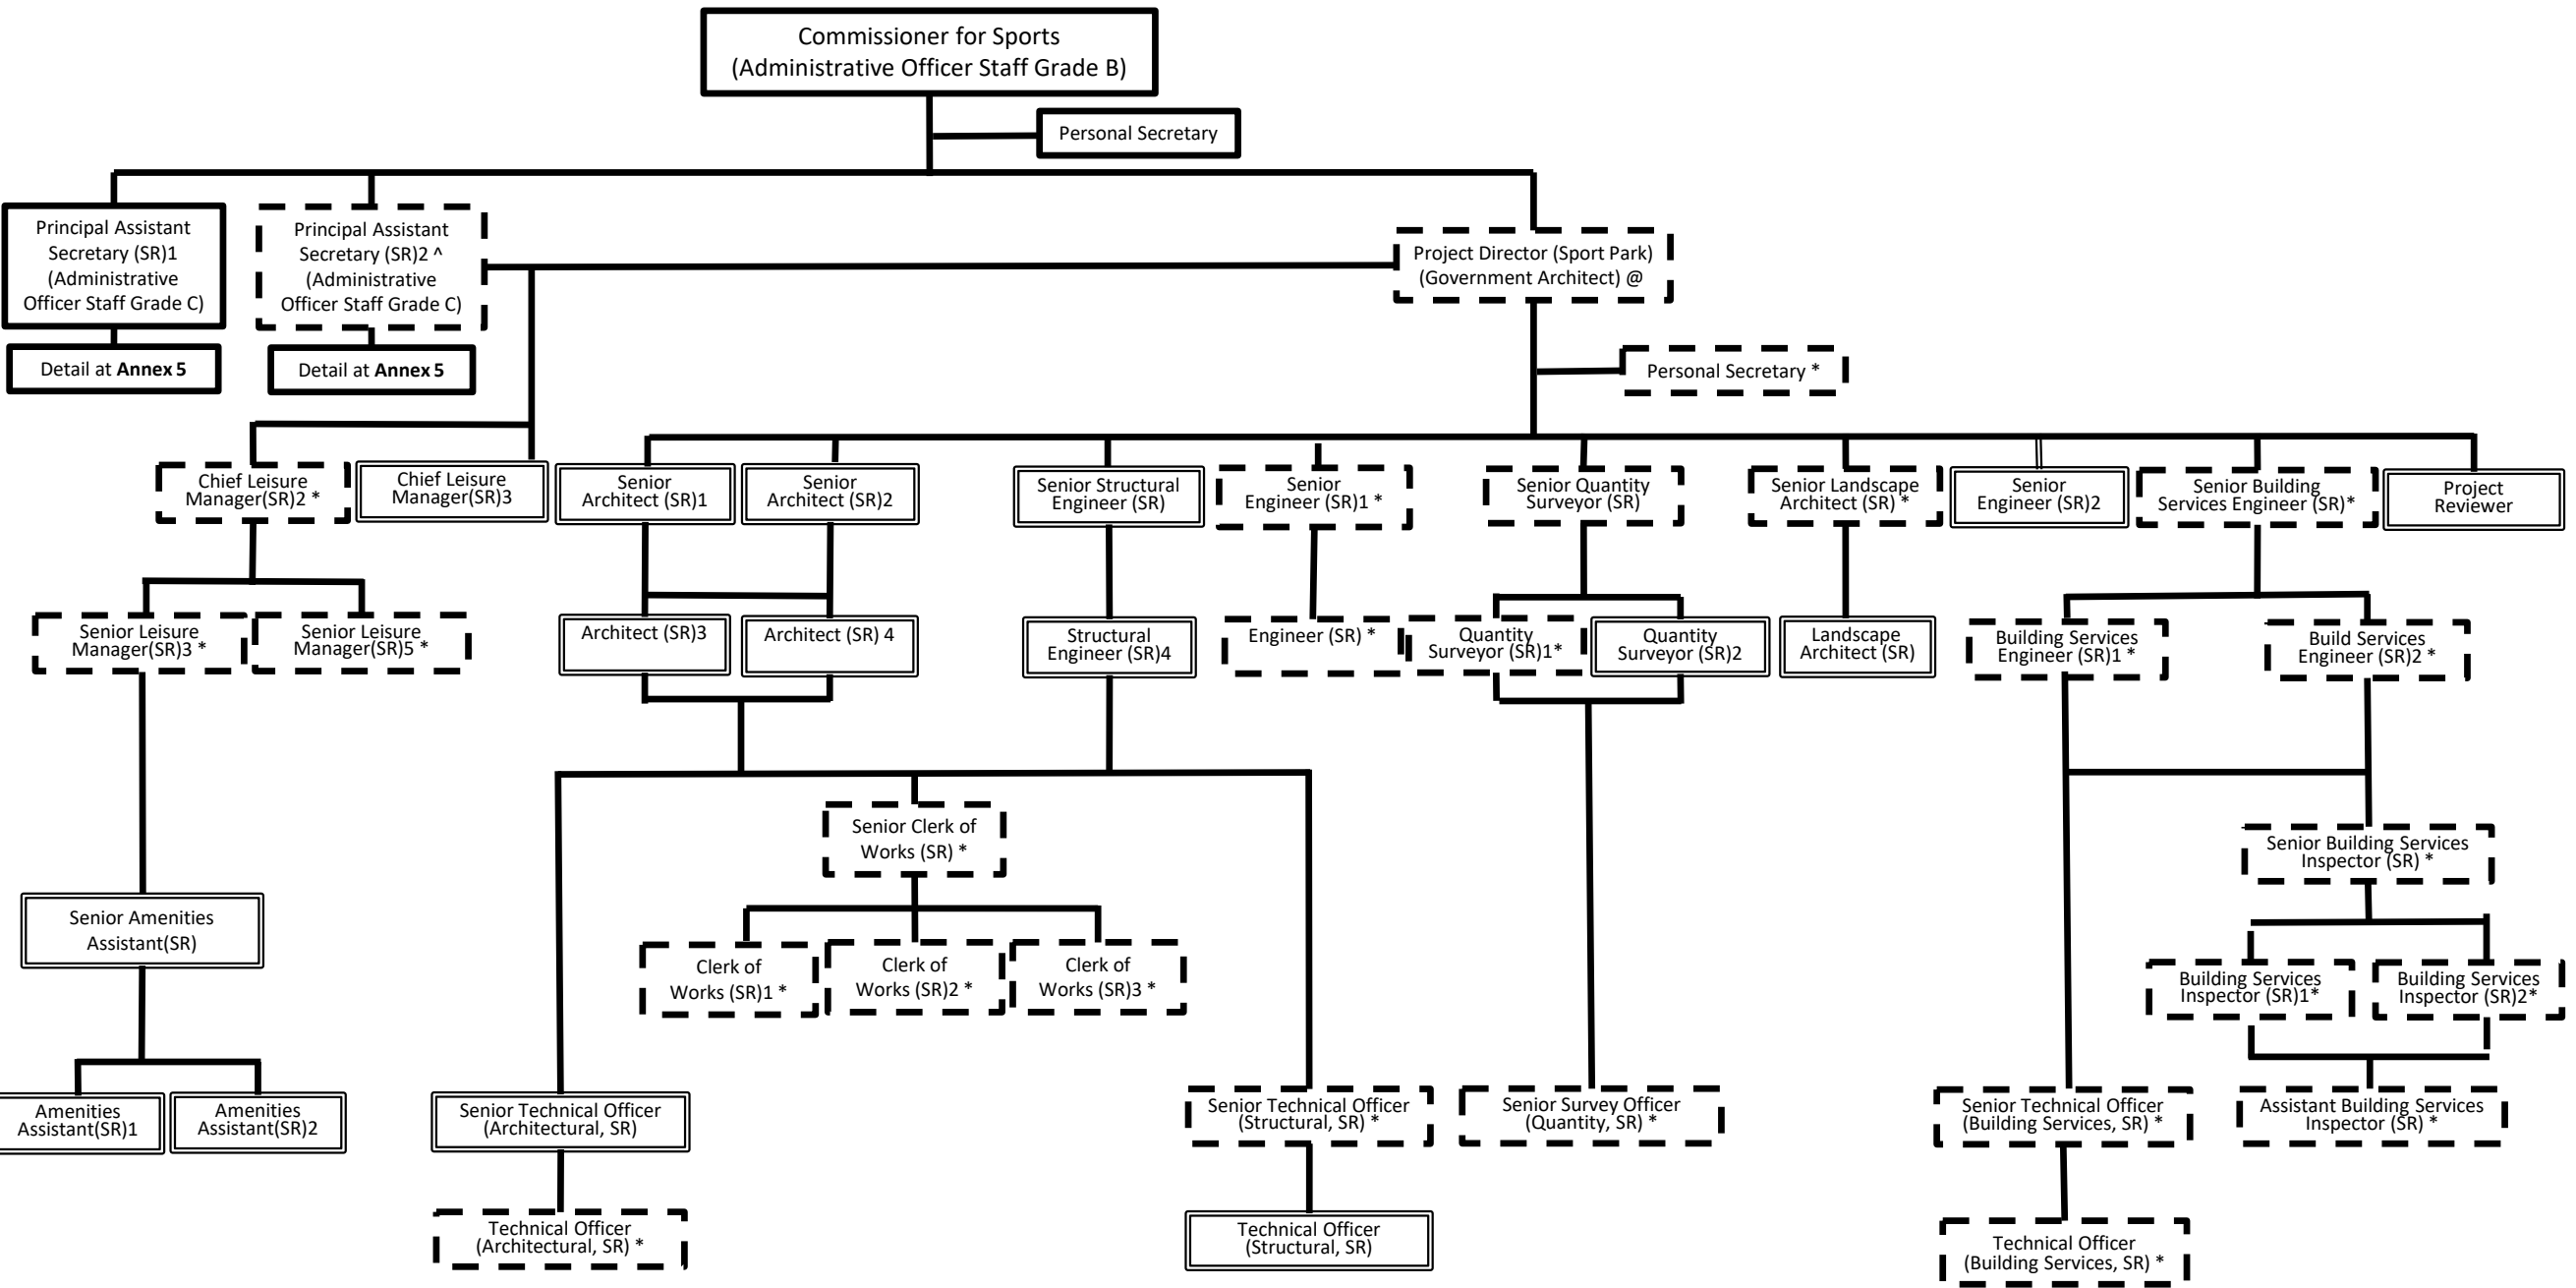 Commissioner for Sports
(Administrative Officer Staff Grade B)
Personal Secretary
Principal Assistant
Secretary (SR)1
(Administrative
Officer Staff Grade C)
Principal Assistant
Secretary (SR)2 ^
(Administrative
Officer Staff Grade C)
Project Director (Sport Park)
(Government Architect) @
Detail at Annex 5
Detail at Annex 5
Personal Secretary *
Chief Leisure
Manager(SR)2 *
Chief Leisure
Manager(SR)3
Senior
Architect (SR)1
Senior
Architect (SR)2
Senior Structural
Engineer (SR)
Senior
Engineer (SR)1 *
Senior Quantity
Surveyor (SR)
Senior Landscape
Architect (SR) *
Senior
Engineer (SR)2
Senior Building
Services Engineer (SR)*
Project
Reviewer
Senior Leisure
Manager(SR)3 *
Senior Leisure
Manager(SR)5 *
Architect (SR)3
Architect (SR) 4
Structural
Engineer (SR)4
Engineer (SR) *
Quantity
Surveyor (SR)1*
Quantity
Surveyor (SR)2
Landscape
Architect (SR)
Building Services
Engineer (SR)1 *
Build Services
Engineer (SR)2 *
Senior Clerk of
Works (SR) *
Senior Building Services
Inspector (SR) *
Senior Amenities
Assistant(SR)
Clerk of
Works (SR)1 *
Clerk of
Works (SR)2 *
Clerk of
Works (SR)3 *
Building Services
Inspector (SR)1*
Building Services
Inspector (SR)2*
Amenities
Assistant(SR)1
Amenities
Assistant(SR)2
Senior Technical Officer
(Architectural, SR)
Senior Technical Officer
(Structural, SR) *
Senior Survey Officer
(Quantity, SR) *
Senior Technical Officer
(Building Services, SR) *
Assistant Building Services
Inspector (SR) *
Technical Officer
(Architectural, SR) *
Technical Officer
(Structural, SR)
Technical Officer
(Building Services, SR) *